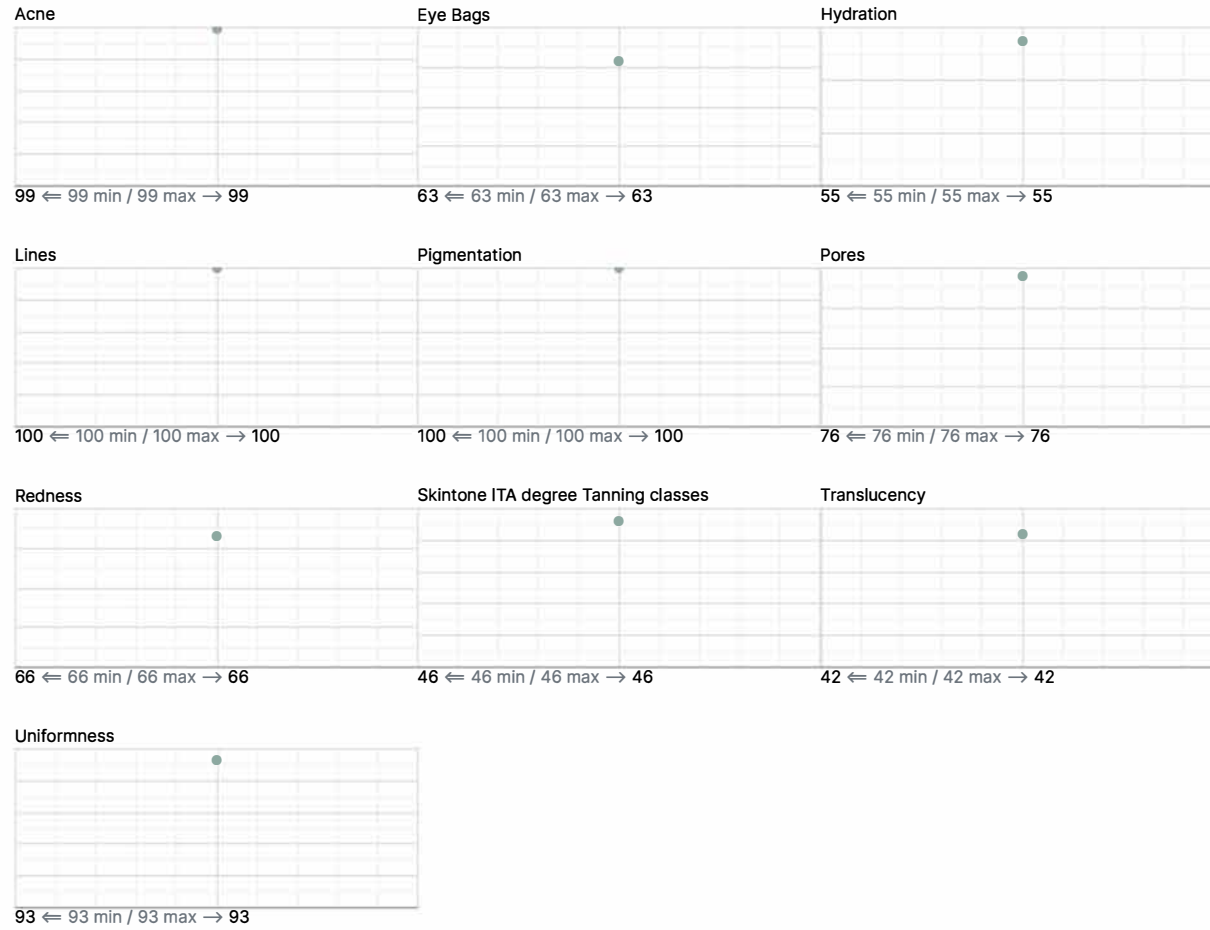 Acne
Eye Bags
Hydration
99 ⇐ 99 min / 99 max → 99
63 ⇐ 63 min / 63 max → 63
55 ⇐ 55 min / 55 max → 55
Lines
Pigmentation
Pores
100 ⇐ 100 min / 100 max → 100
100 ⇐ 100 min / 100 max → 100
76 ⇐ 76 min / 76 max → 76
Redness
Skintone ITA degree Tanning classes
Translucency
66 ⇐ 66 min / 66 max → 66
46 ⇐ 46 min / 46 max → 46
42 ⇐ 42 min / 42 max → 42
Uniformness
93 ⇐ 93 min / 93 max → 93